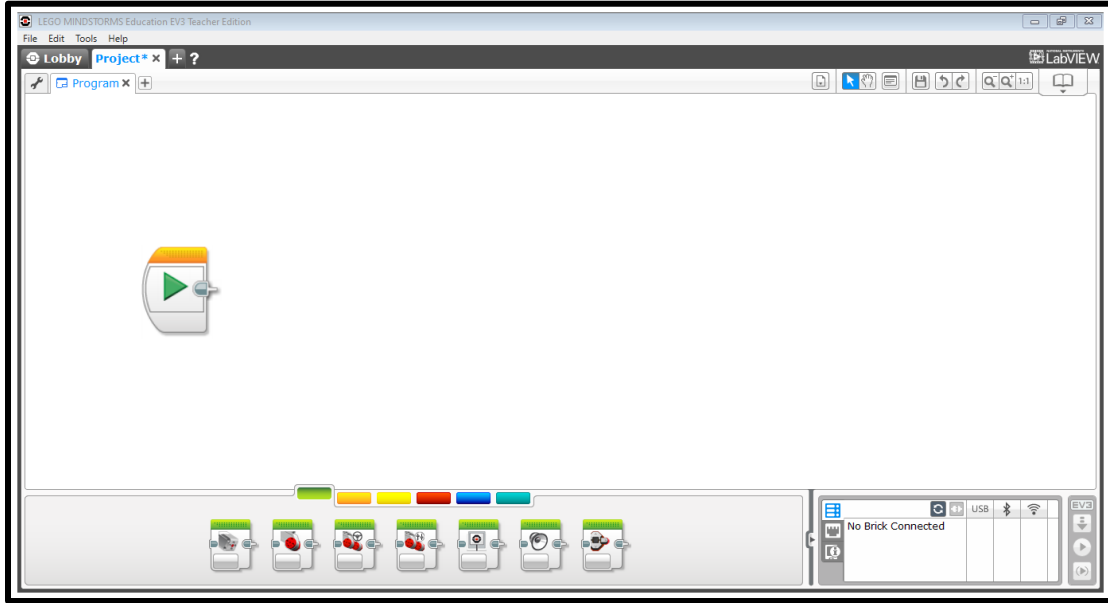 LEGO MINDSTORMS Education EV3 Teacher Edition
File Edit Tools Help
Lobby Project* × + ?
LabVIEW
Program × +
1:1
USB
EV3
No Brick Connected